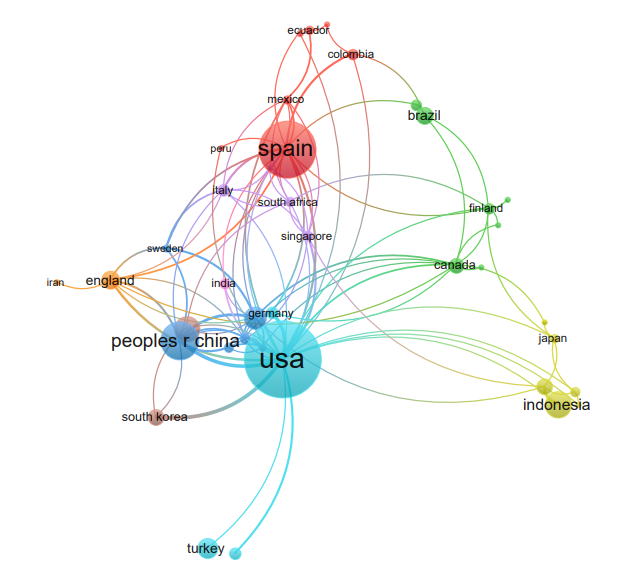 ecuador
colombia
mexico
brazil
spain
peru
italy
south africa
finland
singapore
sweden
canada
iran
england
india
germany
peoples r china
japan
usa
indonesia
south korea
turkey